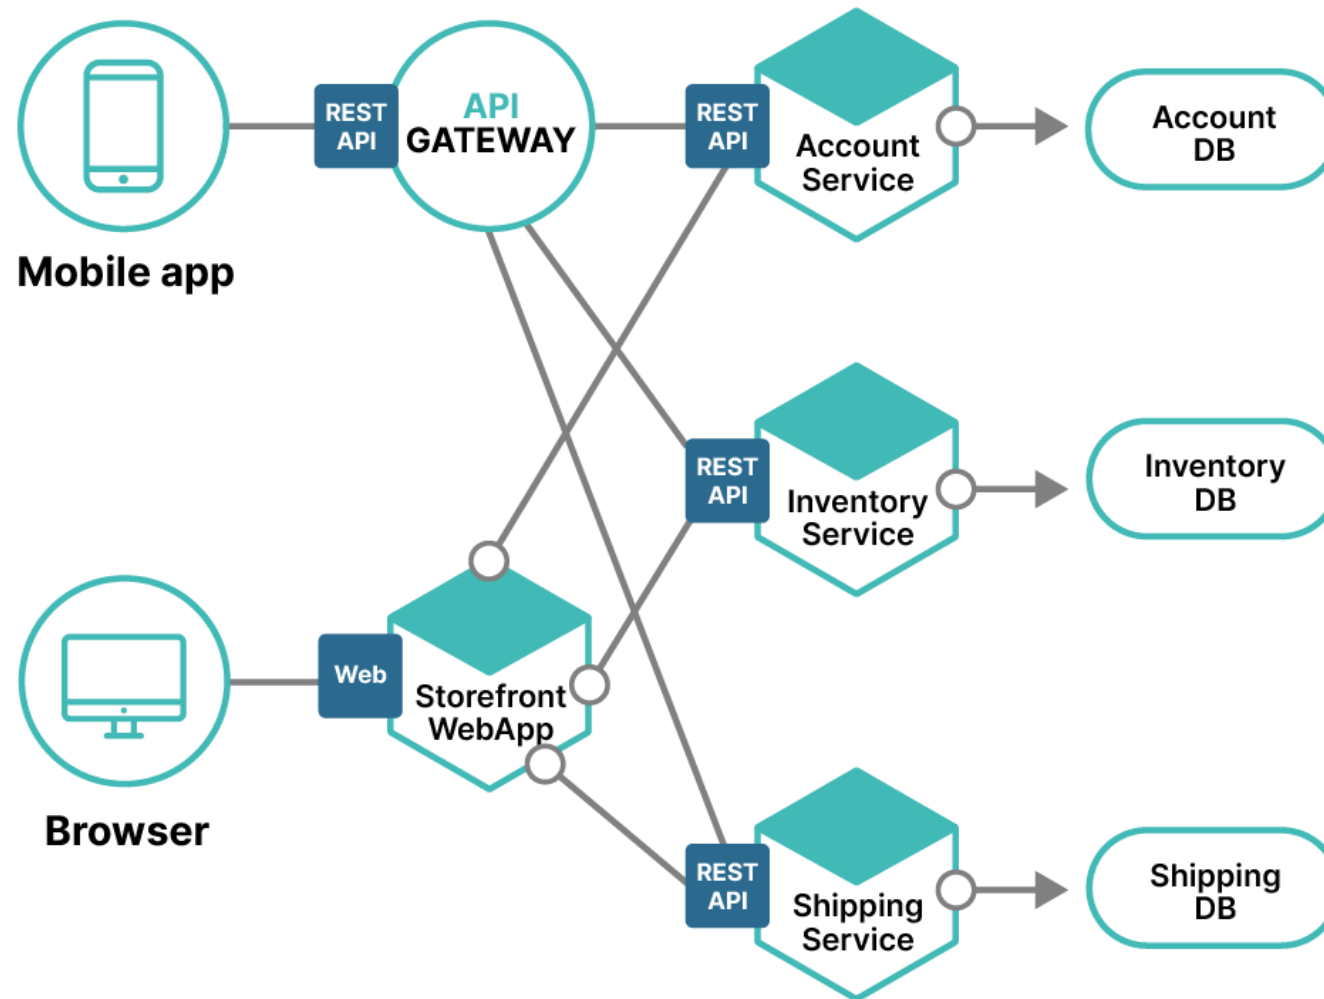 REST
API
API
GATEWAY
REST
API
Account
Service
Account
DB
Mobile app
REST
API
Inventory
Service
Inventory
DB
Web
Storefront
WebApp
Browser
REST
API
Shipping
Service
Shipping
DB